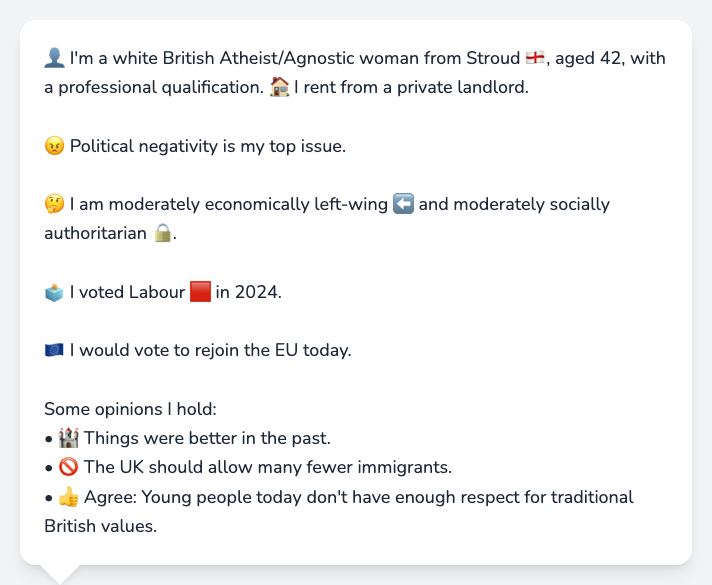 👤 I'm a white British Atheist/Agnostic woman from Stroud 🏴󠁧󠁢󠁥󠁮󠁧󠁿, aged 42, with
a professional qualification. 🏠 I rent from a private landlord.
😠 Political negativity is my top issue.
🤔 I am moderately economically left-wing ⬅️ and moderately socially
authoritarian 🔒.
🗳️ I voted Labour 🟥 in 2024.
🇪🇺 I would vote to rejoin the EU today.
Some opinions I hold:
• 🏰 Things were better in the past.
• 🚫 The UK should allow many fewer immigrants.
• 👍 Agree: Young people today don't have enough respect for traditional
British values.